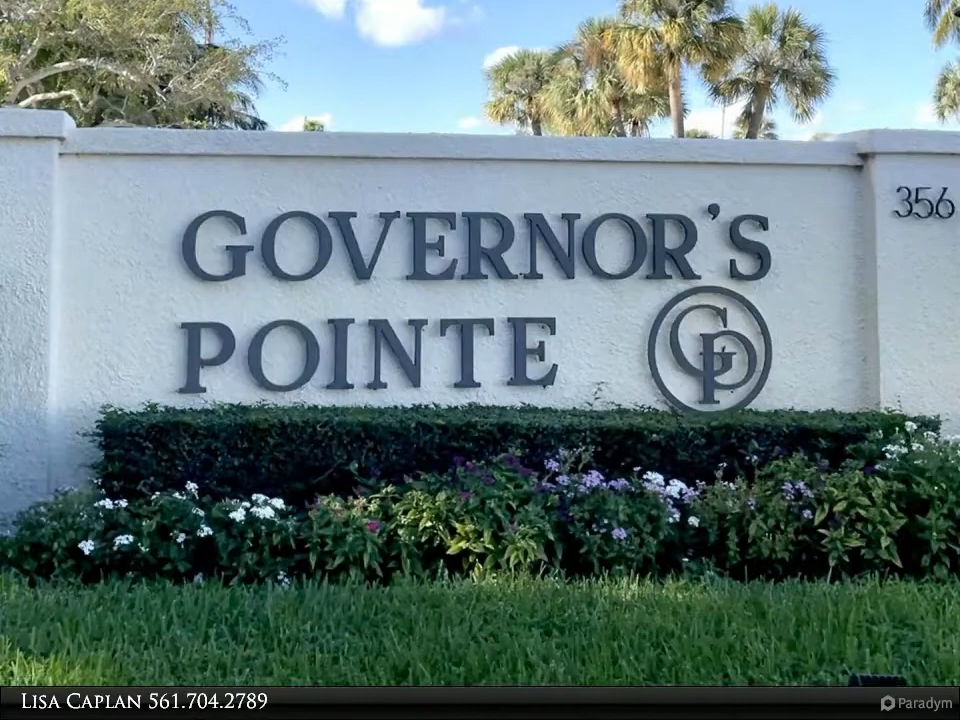 GOVERNOR'S
POINTE
GP
356
LISA CAPLAN 561.704.2789
Paradym